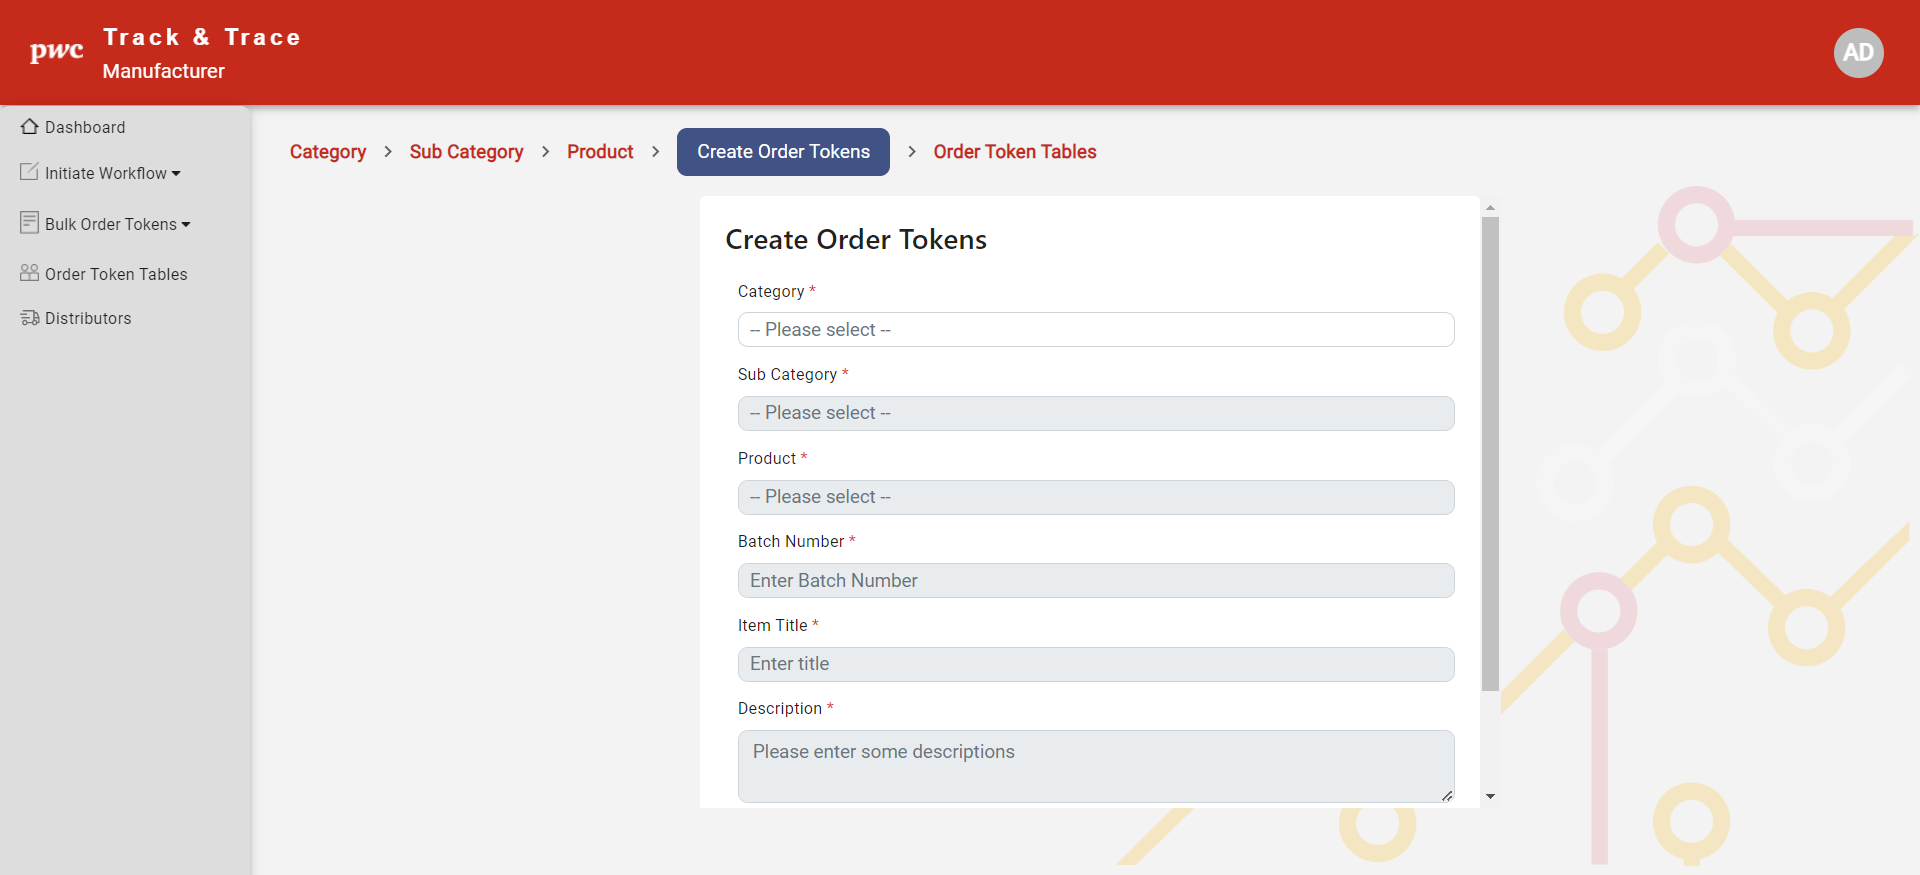 pwc
Track & Trace
Manufacturer
AD
Dashboard
Initiate Workflow
Bulk Order Tokens
Order Token Tables
Distributors
Category > Sub Category > Product > Create Order Tokens > Order Token Tables
Create Order Tokens
Category *
-- Please select --
Sub Category *
-- Please select --
Product *
-- Please select --
Batch Number *
Enter Batch Number
Item Title *
Enter title
Description *
Please enter some descriptions